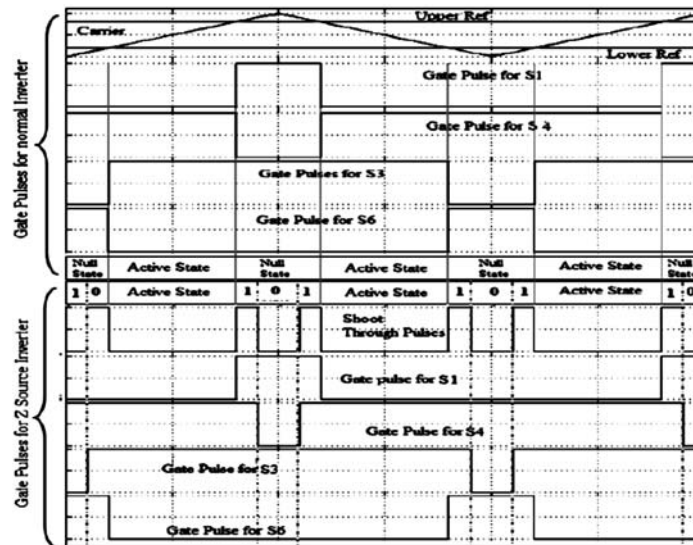 Upper Ref
Carrier
Lower Ref
Gate Pulse for S1
Gate Pulse for S 4
Gate Pulses for S3
Gate Pulse for S6
Gate Pulses for normal Inverter
Null State Active State Null State Active State Null State Active State Null State
1 0 Active State 1 0 1 Active State 1 0 1 Active State 1 0
Shoot
Through Pulses
Gate pulse for S1
Gate Pulse for S4
Gate Pulse for S3
Gate Pulse for S6
Gate Pulses for Z Source Inverter